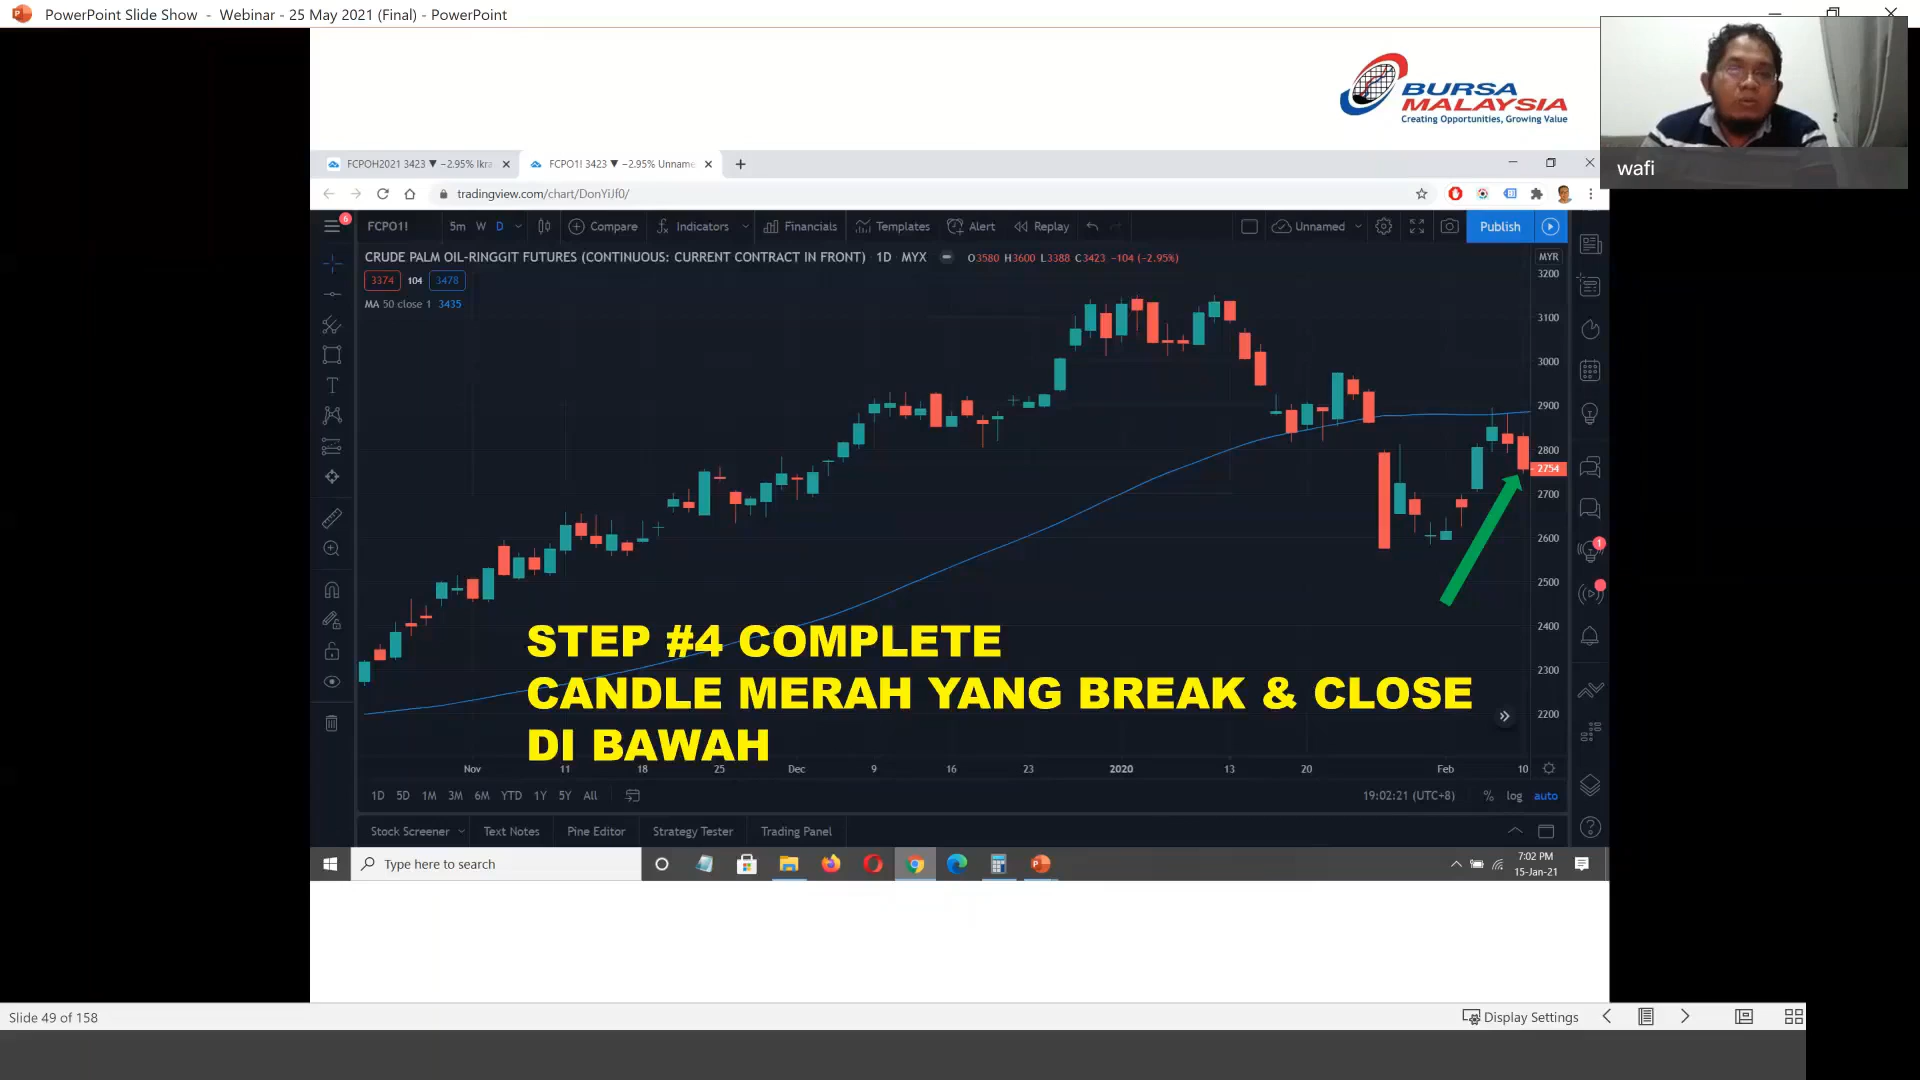 PowerPoint Slide Show - Webinar - 25 May 2021 (Final) - PowerPoint
BURSA
MALAYSIA
Creating Opportunities, Growing Value
wafi
FCPOH2021 3423 ▼ −2.95% Ikra
FCPO1! 3423 ▼ −2.95% Unname
tradingview.com/chart/DonYiJf0/
6
FCPO1! 5m W D Compare Indicators Financials Templates Alert Replay Unnamed Publish
CRUDE PALM OIL-RINGGIT FUTURES (CONTINUOUS: CURRENT CONTRACT IN FRONT) 1D MYX O3580 H3600 L3388 C3423 −104 (−2.95%)
MYR
3374 104 3478
MA 50 close 1 3435
3200
3100
3000
2900
2800
2754
2700
2600
2500
2400
2300
2200
1
STEP #4 COMPLETE
CANDLE MERAH YANG BREAK & CLOSE
DI BAWAH
Nov 11 18 25 Dec 9 16 23 2020 13 20 Feb 10
1D 5D 1M 3M 6M YTD 1Y 5Y All 19:02:21 (UTC+8) % log auto
Stock Screener Text Notes Pine Editor Strategy Tester Trading Panel
Type here to search
7:02 PM
15-Jan-21
Slide 49 of 158
Display Settings